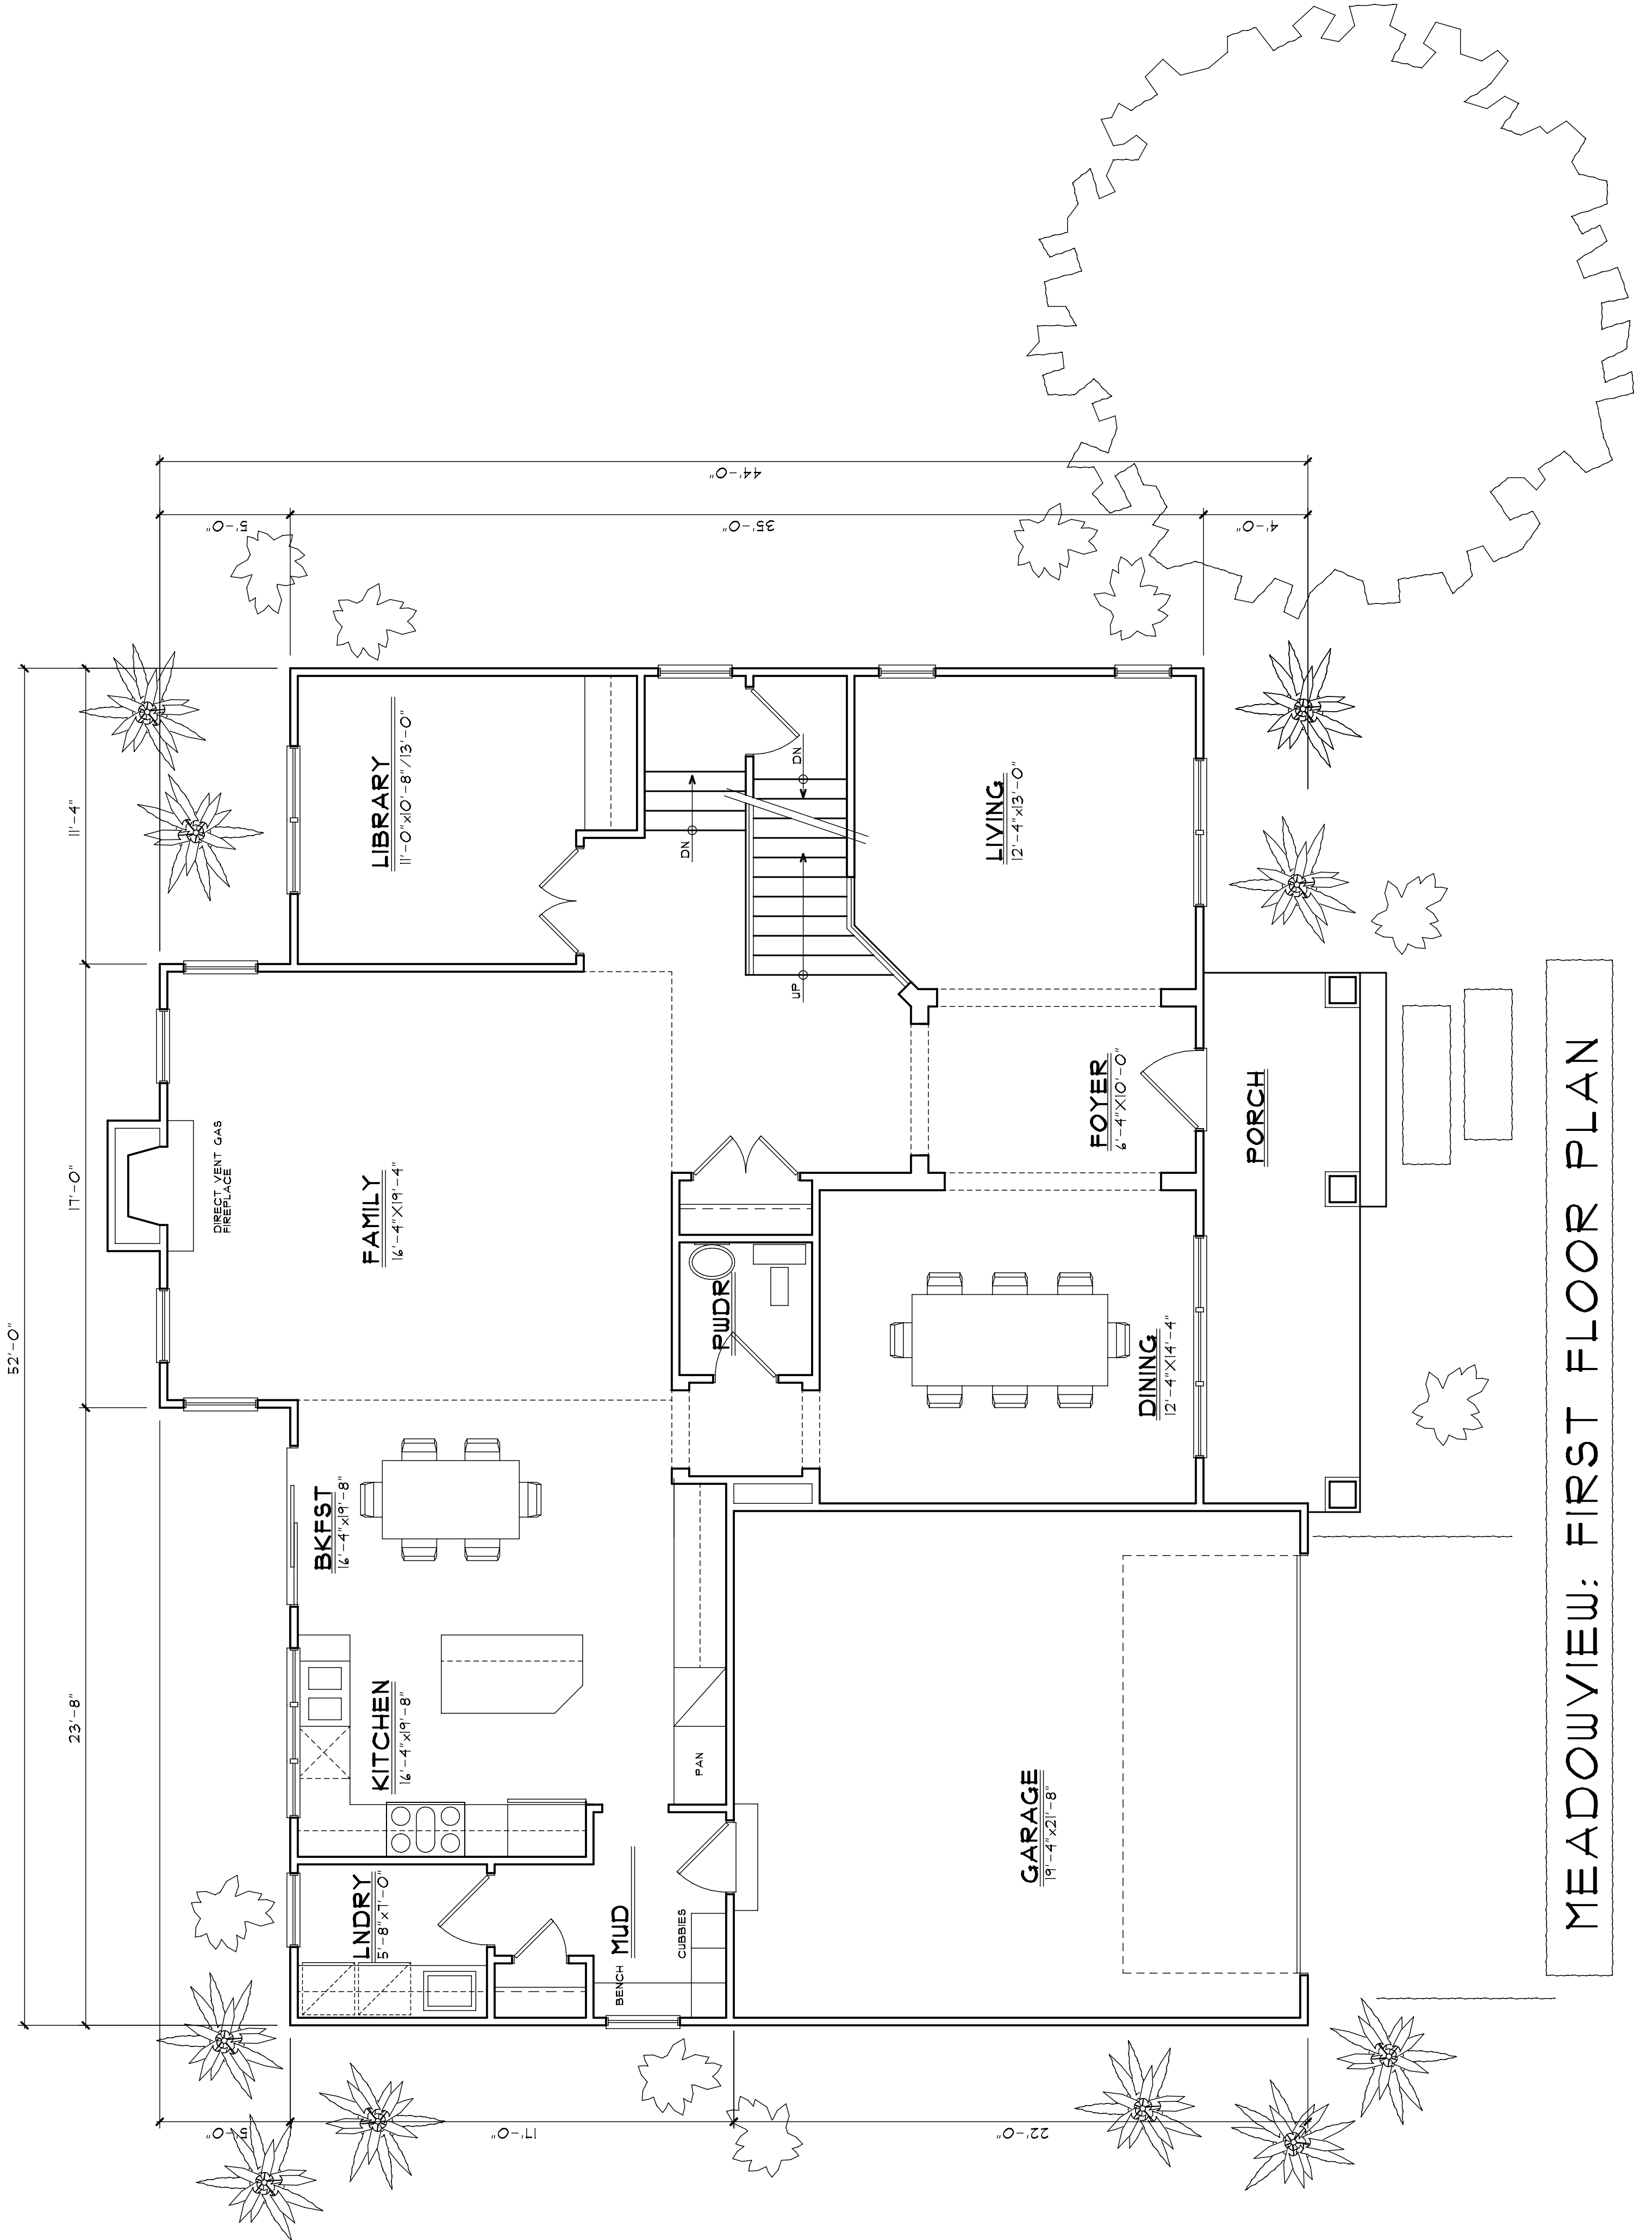 52'-0"
23'-8"
17'-0"
11'-4"
5'-0"
35'-0"
4'-0"
44'-0"
5'-0"
17'-0"
22'-0"
DIRECT VENT GAS
FIREPLACE
FAMILY
16'-4"X19'-4"
LIBRARY
11'-0"x10'-8"/13'-0"
BKFST
16'-4"x19'-8"
KITCHEN
16'-4"x19'-8"
LNDRY
5'-8"x7'-0"
MUD
BENCH
CUBBIES
PAN
PWDR
DN
DN
UP
LIVING
12'-4"x13'-0"
FOYER
6'-4"X10'-0"
DINING
12'-4"X14'-4"
GARAGE
19'-4"x21'-8"
PORCH
MEADOWVIEW: FIRST FLOOR PLAN